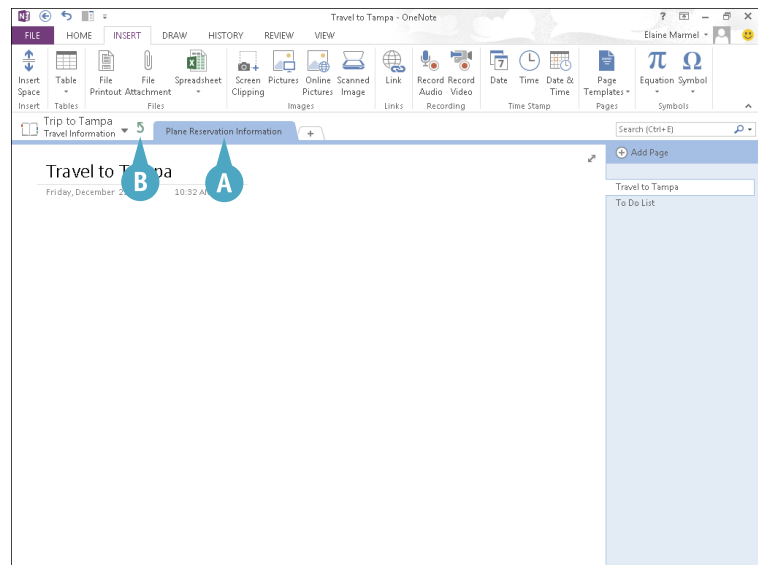 Travel to Tampa - OneNote
?
FILE HOME INSERT DRAW HISTORY REVIEW VIEW Elaine Marmel
Insert Space Table File Printout File Attachment Spreadsheet Screen Clipping Pictures Online Pictures Scanned Image Link Record Audio Record Video Date Time Date & Time Page Templates Equation Symbol
Insert Tables Files Images Links Recording Time Stamp Pages Symbols
Trip to Tampa
Travel Information
Plane Reservation Information
+
Search (Ctrl+E)
Add Page
Travel to Tampa
Friday, December 10:32 A
B
A
Travel to Tampa
To Do List